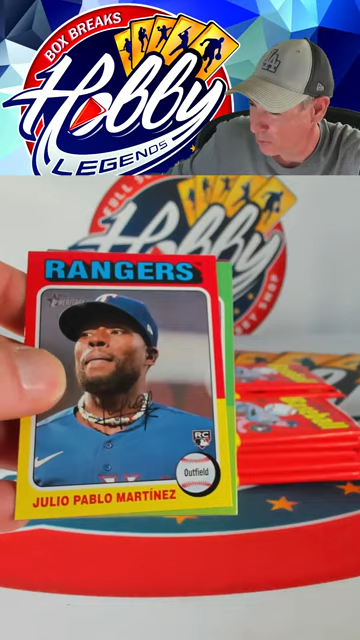 BOX BREAKS
Hobby
LEGENDS
LA
Hobby
RANGERS
HERITAGE
RC
Outfield
JULIO PABLO MARTÍNEZ